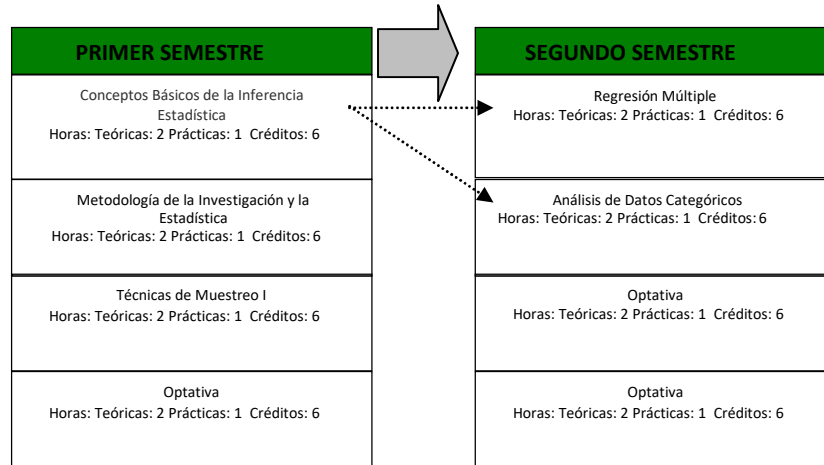 PRIMER SEMESTRE
Conceptos Básicos de la Inferencia
Estadística
Horas: Teóricas: 2 Prácticas: 1 Créditos: 6
Metodología de la Investigación y la
Estadística
Horas: Teóricas: 2 Prácticas: 1 Créditos: 6
Técnicas de Muestreo I
Horas: Teóricas: 2 Prácticas: 1 Créditos: 6
Optativa
Horas: Teóricas: 2 Prácticas: 1 Créditos: 6
SEGUNDO SEMESTRE
Regresión Múltiple
Horas: Teóricas: 2 Prácticas: 1 Créditos: 6
Análisis de Datos Categóricos
Horas: Teóricas: 2 Prácticas: 1 Créditos: 6
Optativa
Horas: Teóricas: 2 Prácticas: 1 Créditos: 6
Optativa
Horas: Teóricas: 2 Prácticas: 1 Créditos: 6